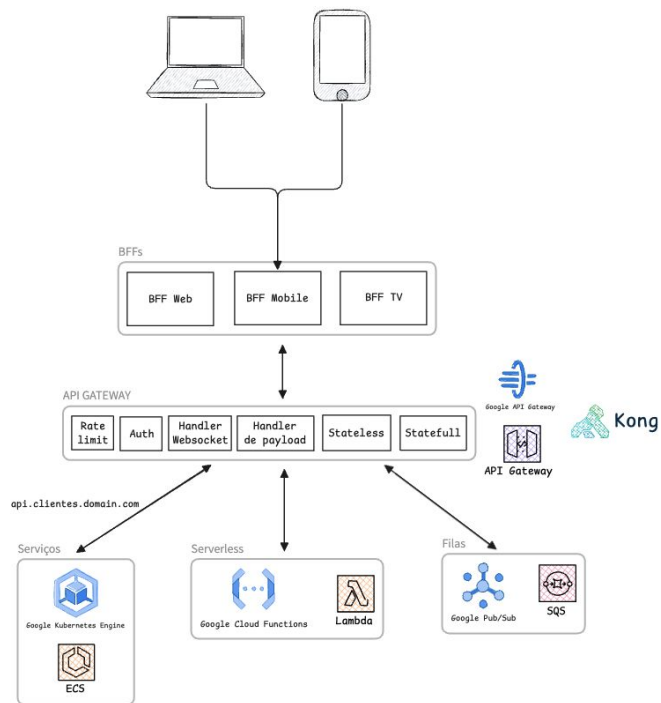 BFFs
BFF Web
BFF Mobile
BFF TV
API GATEWAY
Rate
limit
Auth
Handler
Websocket
Handler
de payload
Stateless
Statefull
Google API Gateway
API Gateway
Kong
api.clientes.domain.com
Serviços
Google Kubernetes Engine
ECS
Serverless
Google Cloud Functions
Lambda
Filas
Google Pub/Sub
SQS